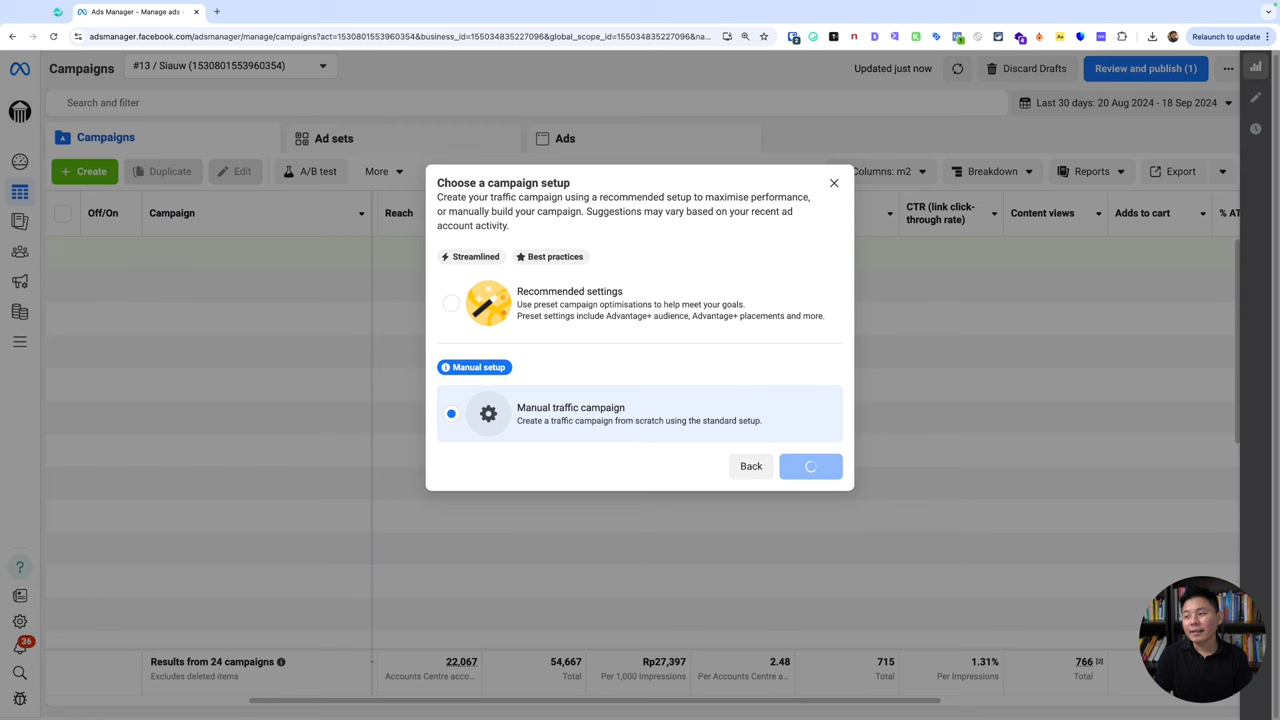 Ads Manager - Manage ads
adsmanager.facebook.com/adsmanager/manage/campaigns?act=1530801553960354&business_id=155034835227096&global_scope_id=155034835227096&na...
Relaunch to update
Campaigns
#13 / Siauw (1530801553960354)
Updated just now
Discard Drafts
Review and publish (1)
Search and filter
Last 30 days: 20 Aug 2024 - 18 Sep 2024
Campaigns
Ad sets
Ads
+ Create
Duplicate
Edit
A/B test
More
Columns: m2
Breakdown
Reports
Export
Off/On
Campaign
Reach
CTR (link click-
through rate)
Content views
Adds to cart
% AT
Choose a campaign setup
Create your traffic campaign using a recommended setup to maximise performance,
or manually build your campaign. Suggestions may vary based on your recent ad
account activity.
Streamlined
Best practices
Recommended settings
Use preset campaign optimisations to help meet your goals.
Preset settings include Advantage+ audience, Advantage+ placements and more.
Manual setup
Manual traffic campaign
Create a traffic campaign from scratch using the standard setup.
Back
36
Results from 24 campaigns
Excludes deleted items
22,067
Accounts Centre acco...
54,667
Total
Rp27,397
Per 1,000 Impressions
2.48
Per Accounts Centre a...
715
Total
1.31%
Per Impressions
766 [2]
Total